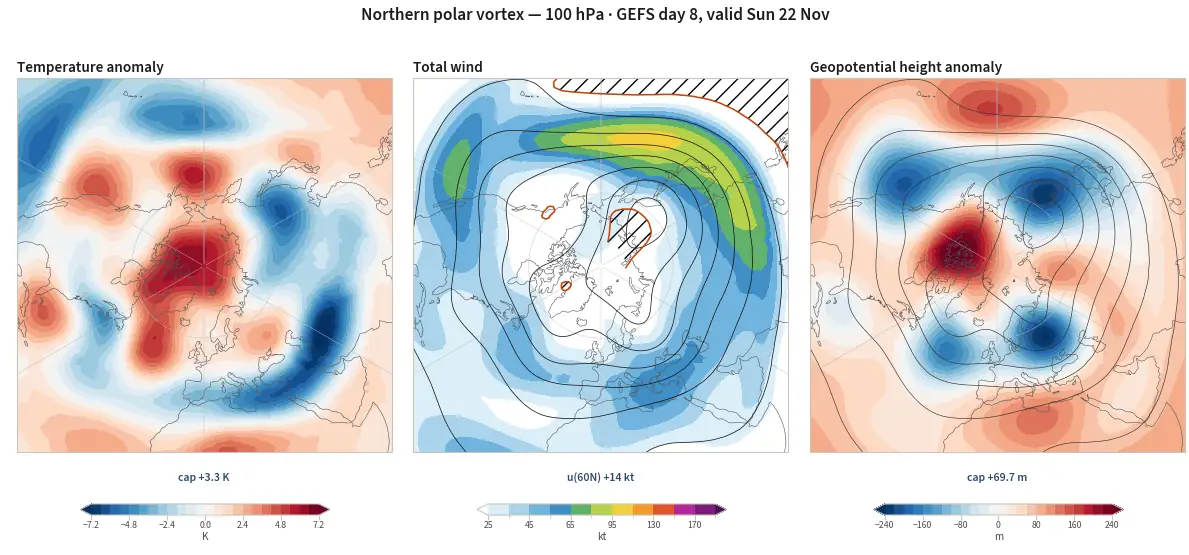 Northern polar vortex — 100 hPa · GEFS day 8, valid Sun 22 Nov
Temperature anomaly
Total wind
Geopotential height anomaly
cap +3.3 K
u(60N) +14 kt
cap +69.7 m
−7.2 −4.8 −2.4 0.0 2.4 4.8 7.2
K
25 45 65 95 130 170
kt
−240 −160 −80 0 80 160 240
m